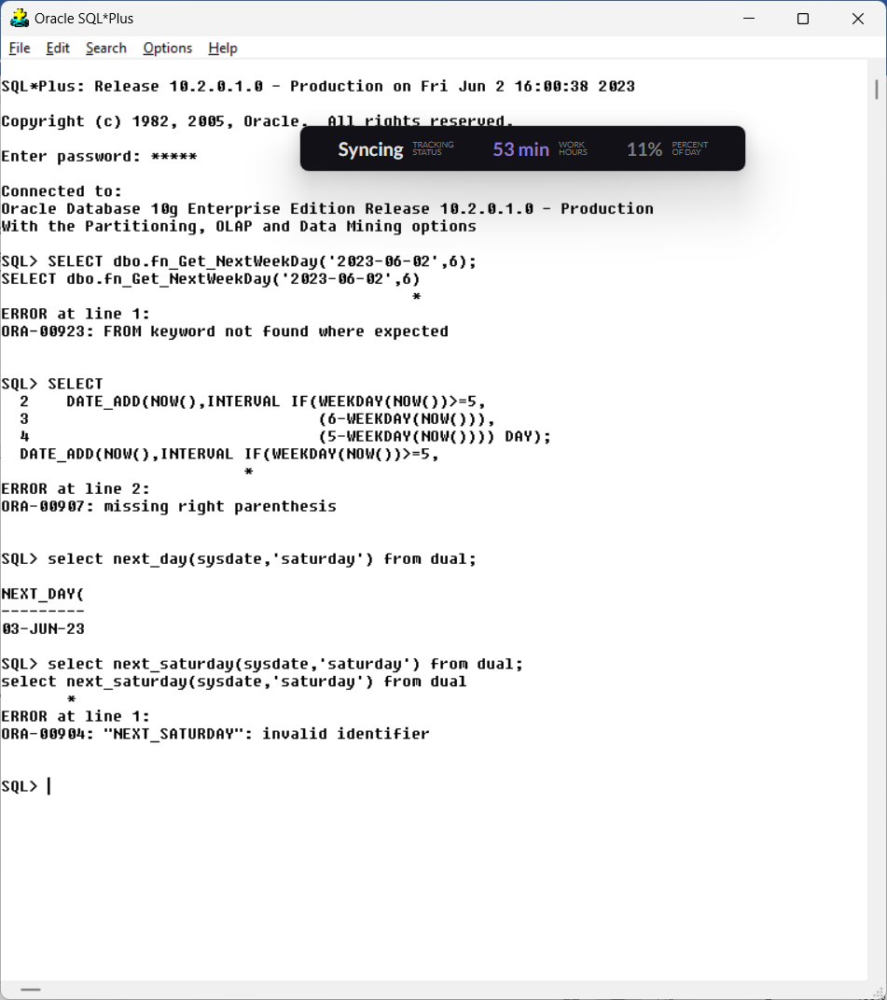 Oracle SQL*Plus
File Edit Search Options Help
SQL*Plus: Release 10.2.0.1.0 - Production on Fri Jun 2 16:00:38 2023
Copyright (c) 1982, 2005, Oracle.  All rights reserved.
Syncing TRACKING STATUS 53 min WORK HOURS 11% PERCENT OF DAY
Enter password: *****
Connected to:
Oracle Database 10g Enterprise Edition Release 10.2.0.1.0 - Production
With the Partitioning, OLAP and Data Mining options
SQL> SELECT dbo.fn_Get_NextWeekDay('2023-06-02',6);
SELECT dbo.fn_Get_NextWeekDay('2023-06-02',6)
*
ERROR at line 1:
ORA-00923: FROM keyword not found where expected
SQL> SELECT
2    DATE_ADD(NOW(),INTERVAL IF(WEEKDAY(NOW())>=5,
3                               (6-WEEKDAY(NOW())),
4                               (5-WEEKDAY(NOW()))) DAY);
DATE_ADD(NOW(),INTERVAL IF(WEEKDAY(NOW())>=5,
*
ERROR at line 2:
ORA-00907: missing right parenthesis
SQL> select next_day(sysdate,'saturday') from dual;
NEXT_DAY(
---------
03-JUN-23
SQL> select next_saturday(sysdate,'saturday') from dual;
select next_saturday(sysdate,'saturday') from dual
*
ERROR at line 1:
ORA-00904: "NEXT_SATURDAY": invalid identifier
SQL>